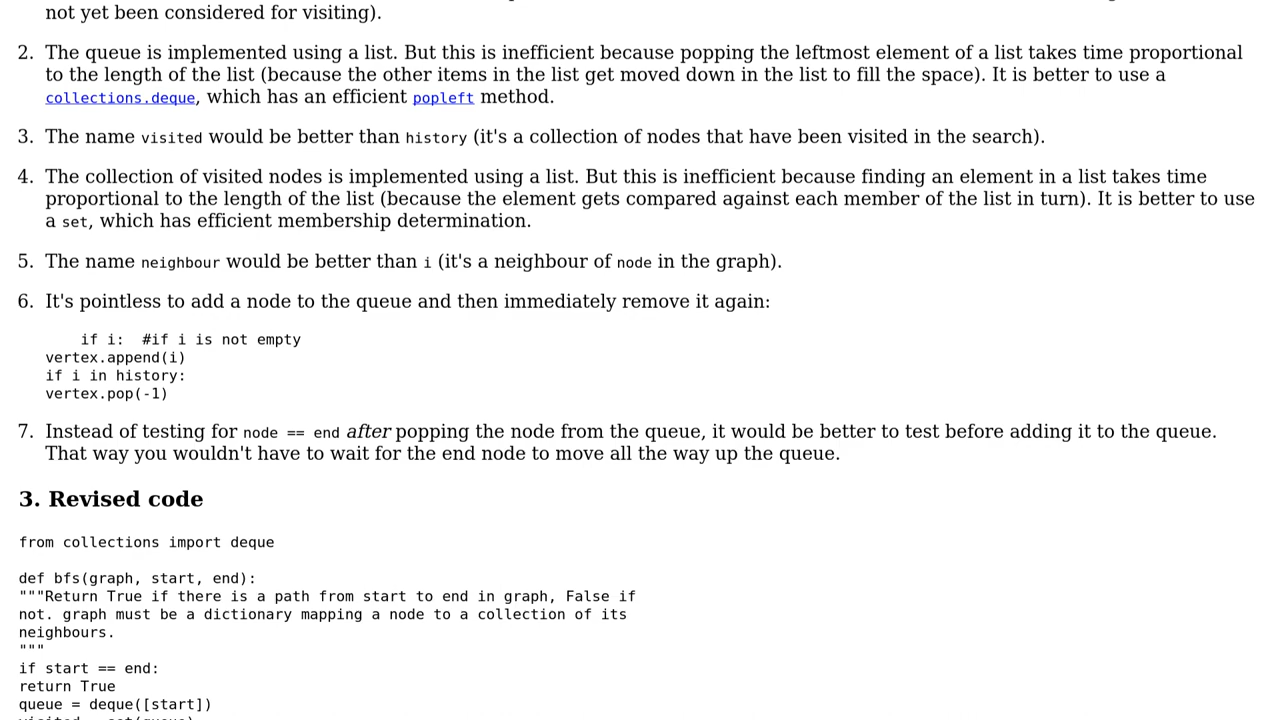 not yet been considered for visiting).
2. The queue is implemented using a list. But this is inefficient because popping the leftmost element of a list takes time proportional
to the length of the list (because the other items in the list get moved down in the list to fill the space). It is better to use a
collections.deque, which has an efficient popleft method.
3. The name visited would be better than history (it's a collection of nodes that have been visited in the search).
4. The collection of visited nodes is implemented using a list. But this is inefficient because finding an element in a list takes time
proportional to the length of the list (because the element gets compared against each member of the list in turn). It is better to use
a set, which has efficient membership determination.
5. The name neighbour would be better than i (it's a neighbour of node in the graph).
6. It's pointless to add a node to the queue and then immediately remove it again:
if i:  #if i is not empty
vertex.append(i)
if i in history:
vertex.pop(-1)
7. Instead of testing for node == end after popping the node from the queue, it would be better to test before adding it to the queue.
That way you wouldn't have to wait for the end node to move all the way up the queue.
3. Revised code
from collections import deque
def bfs(graph, start, end):
"""Return True if there is a path from start to end in graph, False if
not. graph must be a dictionary mapping a node to a collection of its
neighbours.
"""
if start == end:
return True
queue = deque([start])